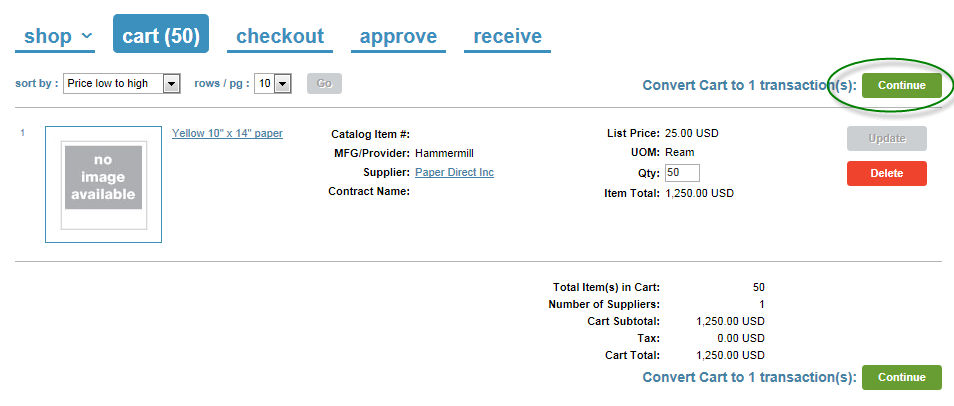 shop cart (50) checkout approve receive
sort by : Price low to high rows / pg : 10 Go Convert Cart to 1 transaction(s): Continue
1 Yellow 10" x 14" paper Catalog Item #: List Price: 25.00 USD Update
MFG/Provider: Hammermill UOM: Ream
no
image
available
Supplier: Paper Direct Inc Qty: 50 Delete
Contract Name: Item Total: 1,250.00 USD
Total Item(s) in Cart: 50
Number of Suppliers: 1
Cart Subtotal: 1,250.00 USD
Tax: 0.00 USD
Cart Total: 1,250.00 USD
Convert Cart to 1 transaction(s): Continue